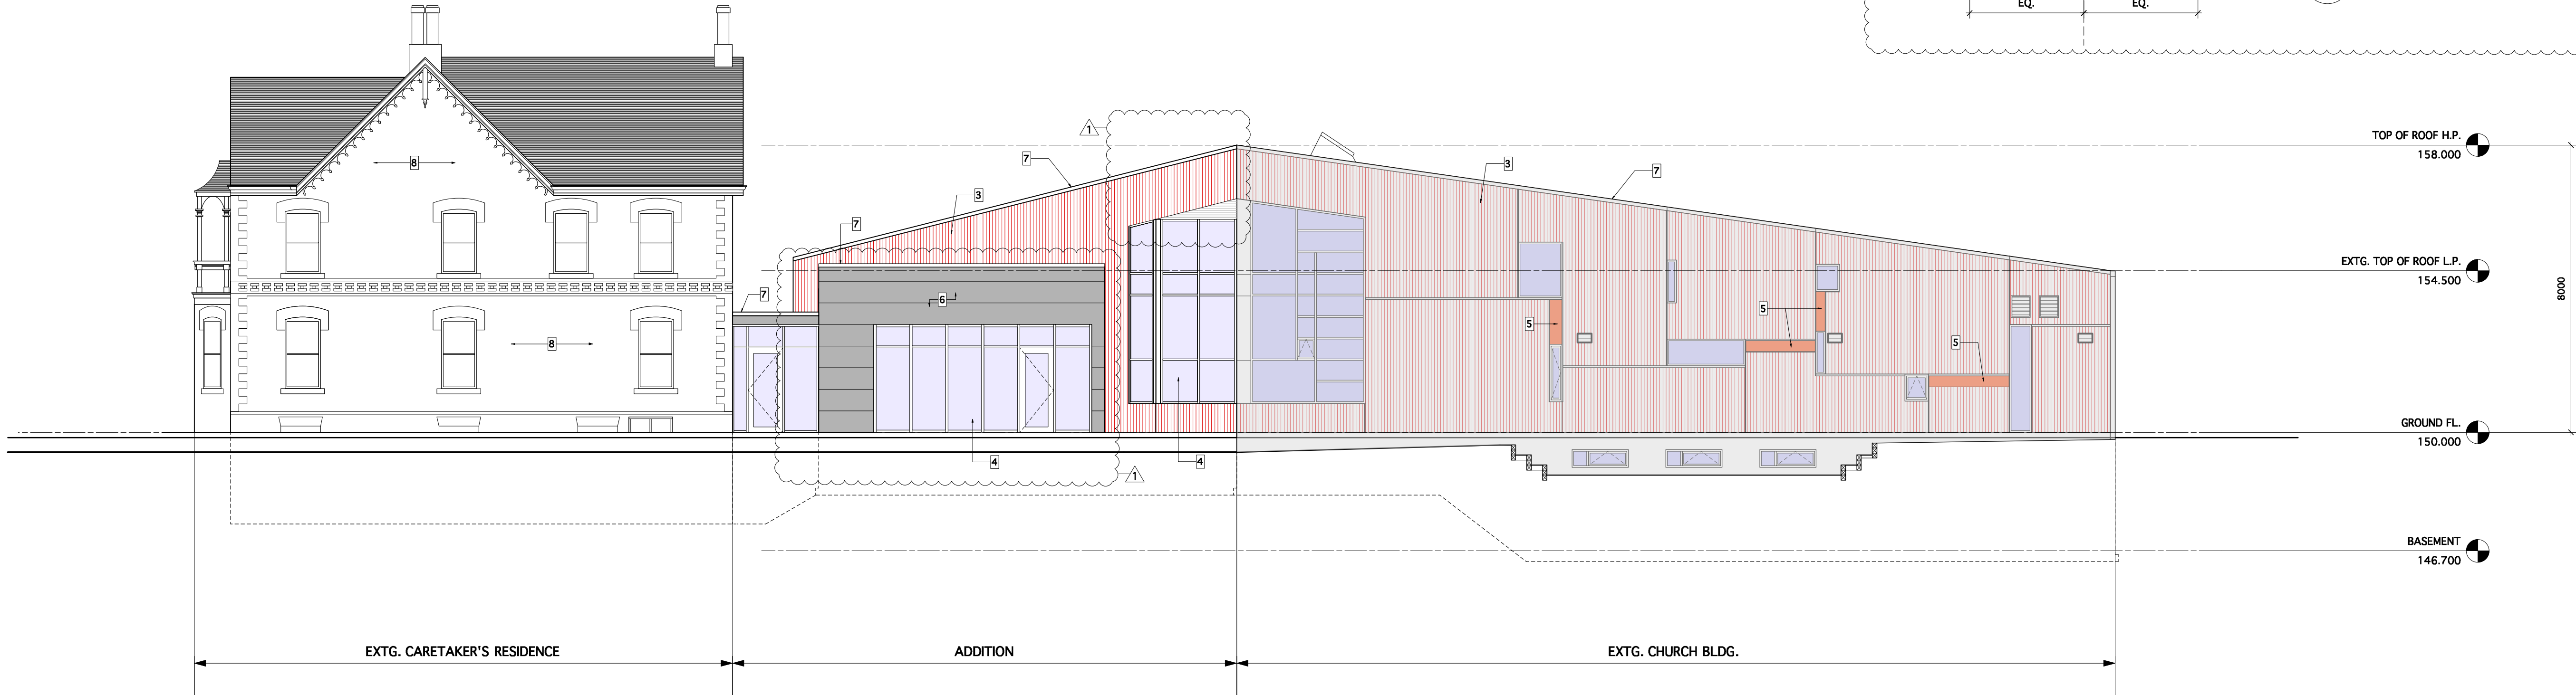 EQ.
EQ.
1
TOP OF ROOF H.P.
158.000
7
3
7
8
3
7
EXTG. TOP OF ROOF L.P.
154.500
8000
7
6
5
5
8
5
GROUND FL.
150.000
4
4
1
BASEMENT
146.700
EXTG. CARETAKER'S RESIDENCE
ADDITION
EXTG. CHURCH BLDG.